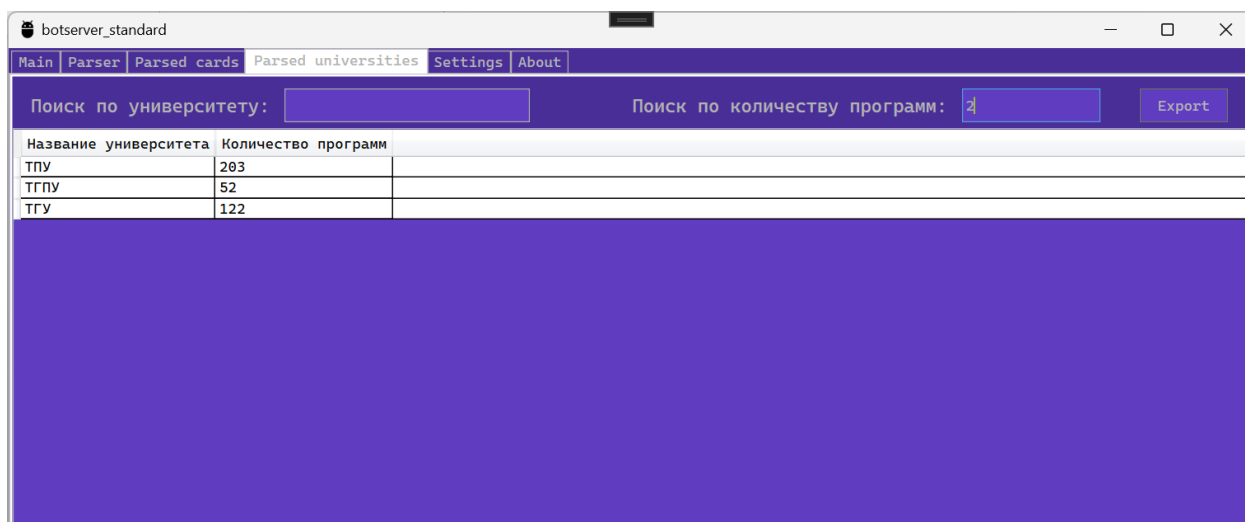 botserver_standard
Main Parser Parsed cards Parsed universities Settings About
Поиск по университету: Поиск по количеству программ: 2 Export
Название университета Количество программ
ТПУ 203
ТГПУ 52
ТГУ 122